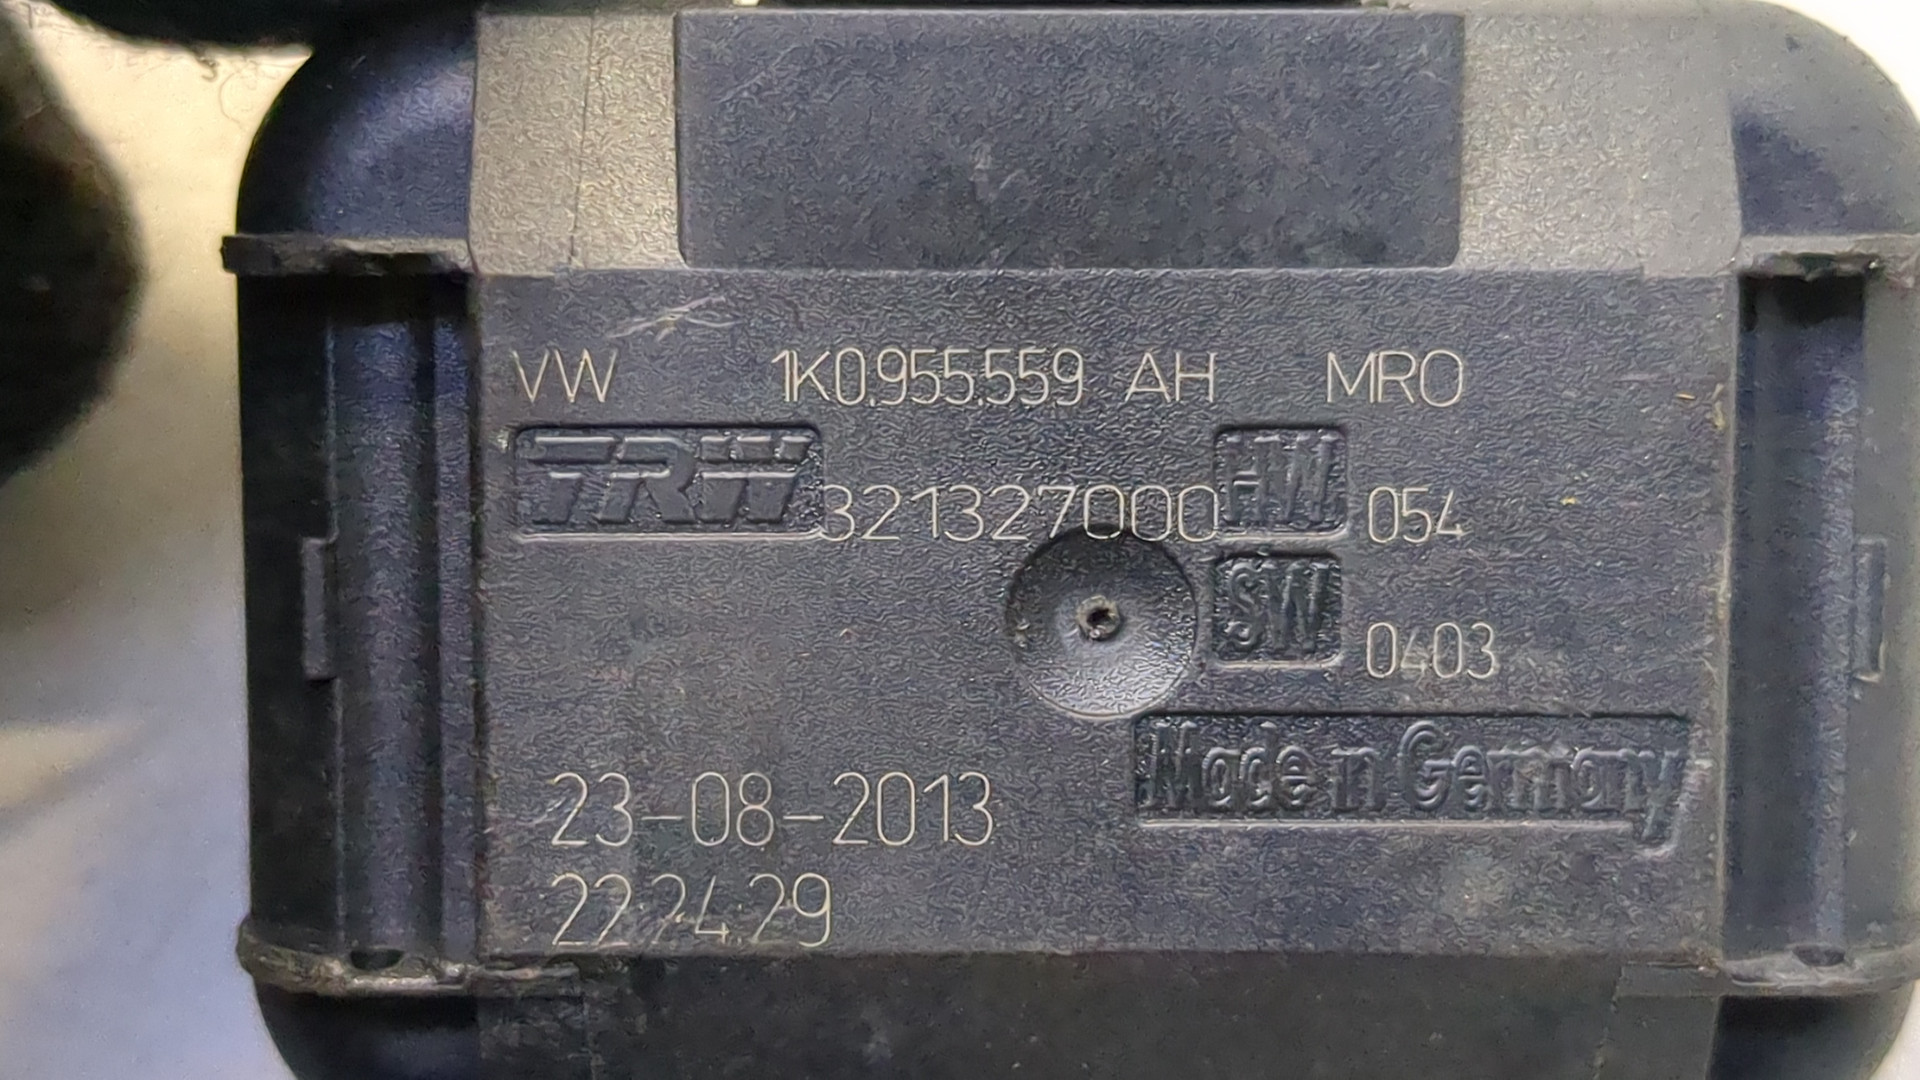 VW 1K0.955.559 AH MRO
TRW 321327000 HW 054
SW 0403
Made in Germany
23-08-2013
22:24:29